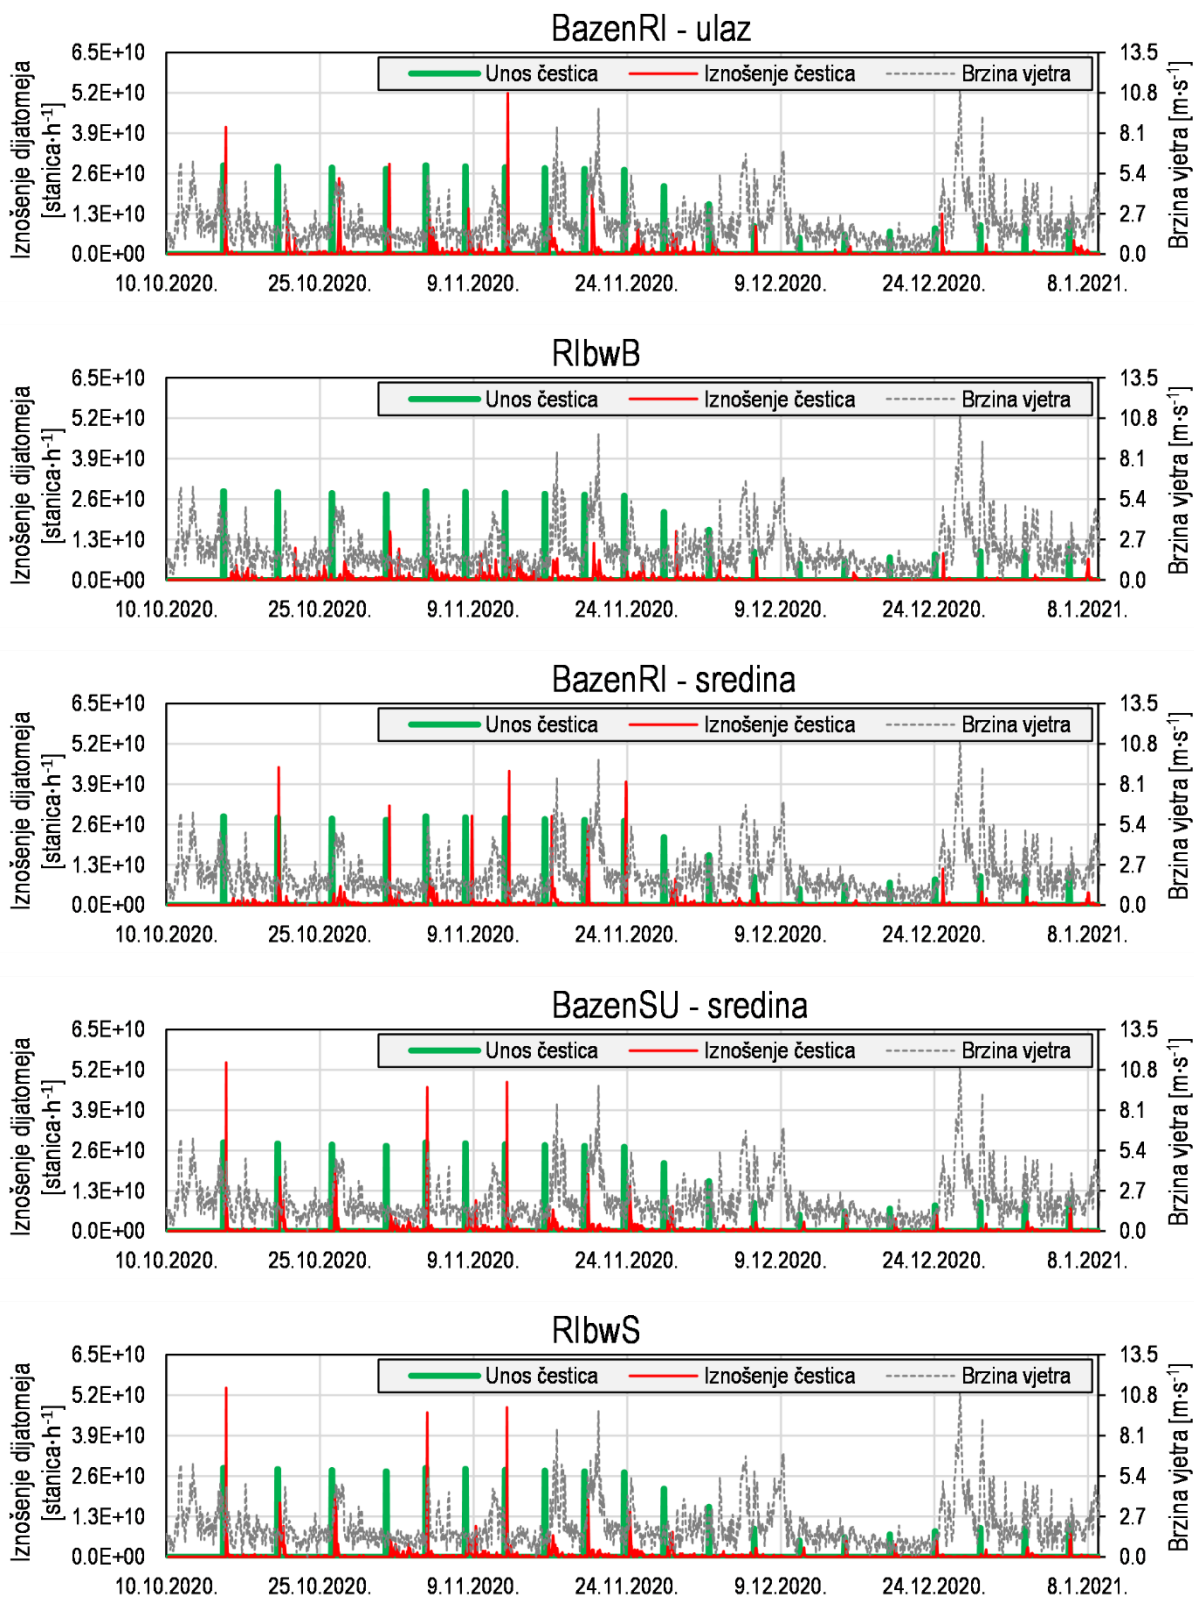 BazenRI - ulaz
Iznošenje dijatomeja
[stanica·h⁻¹]
6.5E+10
5.2E+10
3.9E+10
2.6E+10
1.3E+10
0.0E+00
Unos čestica Iznošenje čestica Brzina vjetra
13.5
10.8
8.1
5.4
2.7
0.0
Brzina vjetra [m·s⁻¹]
10.10.2020. 25.10.2020. 9.11.2020. 24.11.2020. 9.12.2020. 24.12.2020. 8.1.2021.
RIbwB
Iznošenje dijatomeja
[stanica·h⁻¹]
6.5E+10
5.2E+10
3.9E+10
2.6E+10
1.3E+10
0.0E+00
Unos čestica Iznošenje čestica Brzina vjetra
13.5
10.8
8.1
5.4
2.7
0.0
Brzina vjetra [m·s⁻¹]
10.10.2020. 25.10.2020. 9.11.2020. 24.11.2020. 9.12.2020. 24.12.2020. 8.1.2021.
BazenRI - sredina
Iznošenje dijatomeja
[stanica·h⁻¹]
6.5E+10
5.2E+10
3.9E+10
2.6E+10
1.3E+10
0.0E+00
Unos čestica Iznošenje čestica Brzina vjetra
13.5
10.8
8.1
5.4
2.7
0.0
Brzina vjetra [m·s⁻¹]
10.10.2020. 25.10.2020. 9.11.2020. 24.11.2020. 9.12.2020. 24.12.2020. 8.1.2021.
BazenSU - sredina
Iznošenje dijatomeja
[stanica·h⁻¹]
6.5E+10
5.2E+10
3.9E+10
2.6E+10
1.3E+10
0.0E+00
Unos čestica Iznošenje čestica Brzina vjetra
13.5
10.8
8.1
5.4
2.7
0.0
Brzina vjetra [m·s⁻¹]
10.10.2020. 25.10.2020. 9.11.2020. 24.11.2020. 9.12.2020. 24.12.2020. 8.1.2021.
RIbwS
Iznošenje dijatomeja
[stanica·h⁻¹]
6.5E+10
5.2E+10
3.9E+10
2.6E+10
1.3E+10
0.0E+00
Unos čestica Iznošenje čestica Brzina vjetra
13.5
10.8
8.1
5.4
2.7
0.0
Brzina vjetra [m·s⁻¹]
10.10.2020. 25.10.2020. 9.11.2020. 24.11.2020. 9.12.2020. 24.12.2020. 8.1.2021.